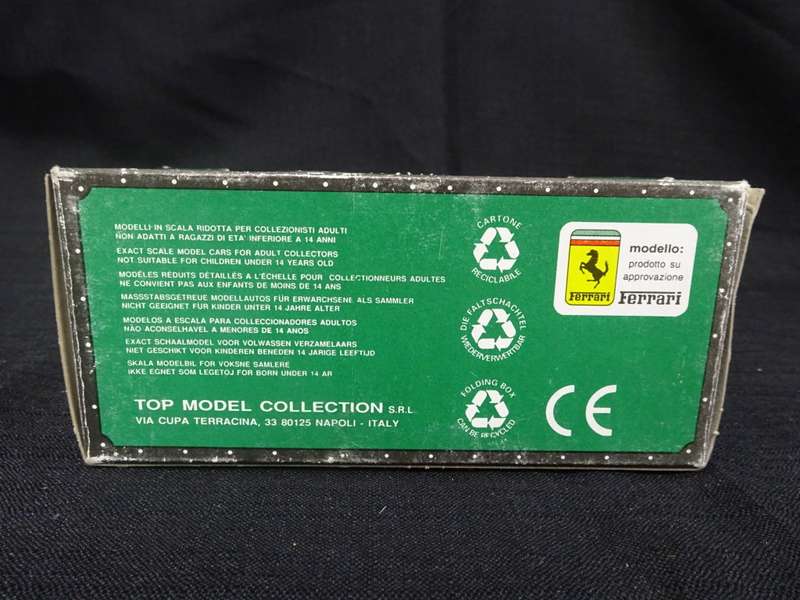 MODELLI IN SCALA RIDOTTA PER COLLEZIONISTI ADULTI
NON ADATTI A RAGAZZI DI ETA' INFERIORE A 14 ANNI
EXACT SCALE MODEL CARS FOR ADULT COLLECTORS
NOT SUITABLE FOR CHILDREN UNDER 14 YEARS OLD
MODÈLES RÉDUITS DÉTAILLÉS A L'ÉCHELLE POUR COLLECTIONNEURS ADULTES
NE CONVIENT PAS AUX ENFANTS DE MOINS DE 14 ANS
MASSSTABSGETREUE MODELLAUTOS FÜR ERWARCHSENE ALS SAMMLER
NICHT GEEIGNET FÜR KINDER UNTER 14 JAHRE ALTER
MODELOS A ESCALA PARA COLLECCIONADORES ADULTOS
NÃO ACONSELHAVEL A MENORES DE 14 ANOS
EXACT SCHAALMODEL VOOR VOLWASSEN VERZAMELAARS
NIET GESCHIKT VOOR KINDEREN BENEDEN 14 JARIGE LEEFTIJD
SKALA MODELBIL FOR VOKSNE SAMLERE
IKKE EGNET SOM LEGETOJ FOR BORN UNDER 14 AR
TOP MODEL COLLECTION S.R.L.
VIA CUPA TERRACINA, 33 80125 NAPOLI - ITALY
CARTONE
RICICLABILE
DIE FALTSCHACHTEL
WIEDERVERWERTBAR
FOLDING BOX
CAN BE RECYCLED
Ferrari
modello:
prodotto su
approvazione
Ferrari
CE